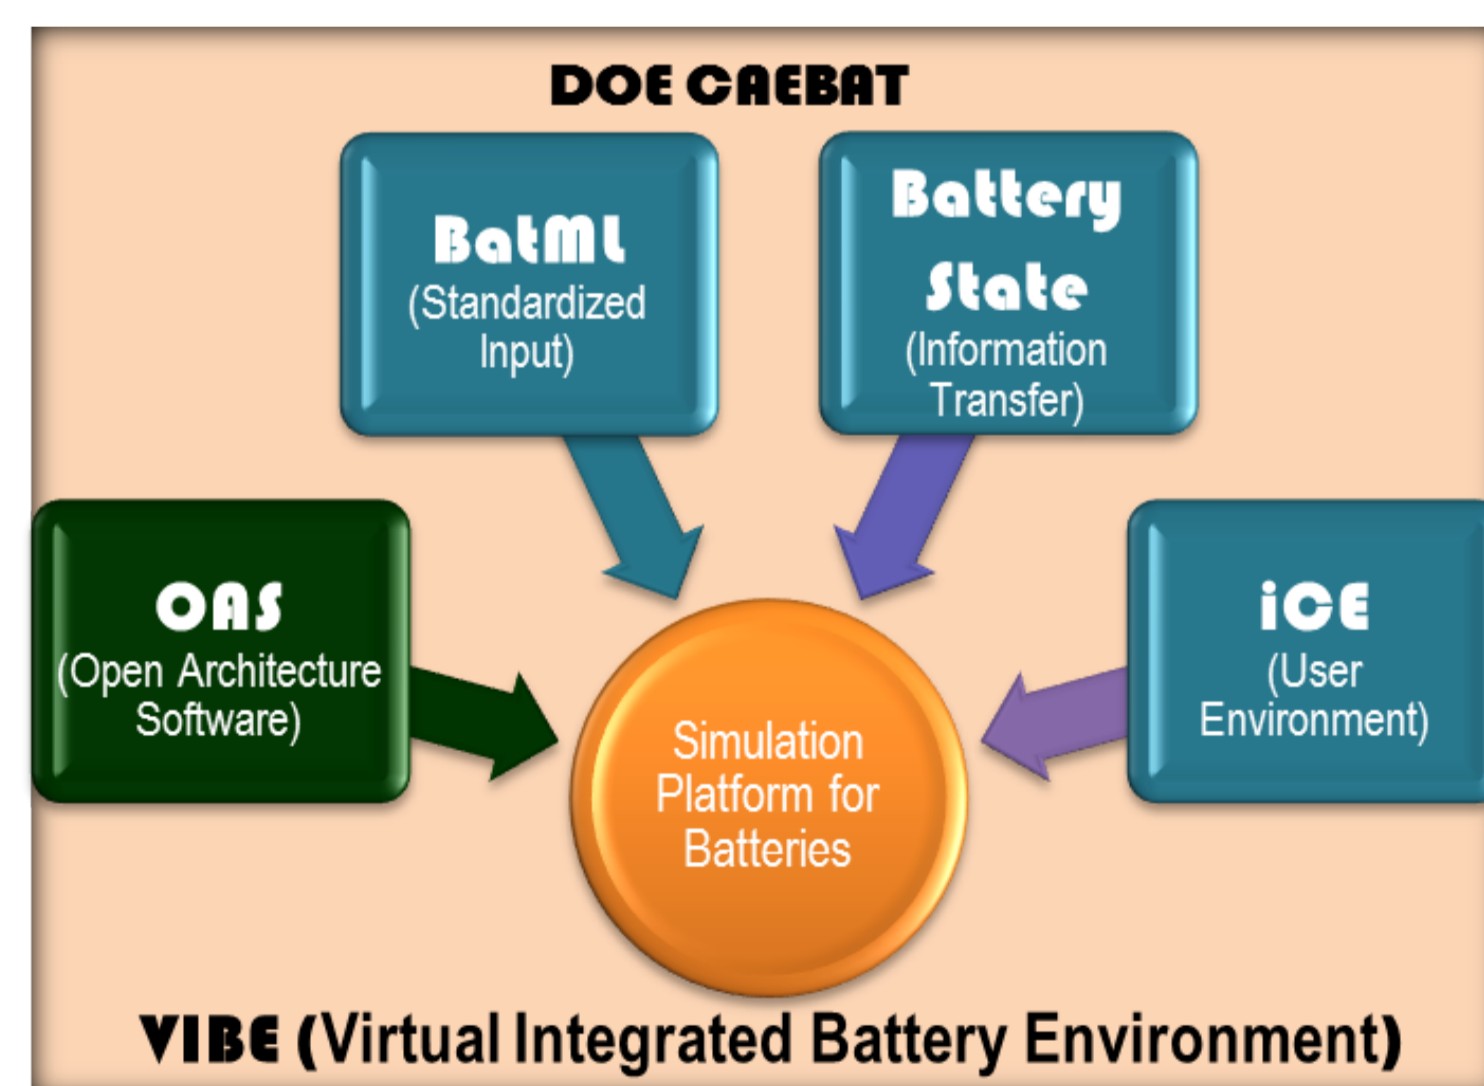 DOE CAEBAT
BatML
(Standardized
Input)
Battery
State
(Information
Transfer)
OAS
(Open Architecture
Software)
iCE
(User
Environment)
Simulation
Platform for
Batteries
VIBE (Virtual Integrated Battery Environment)